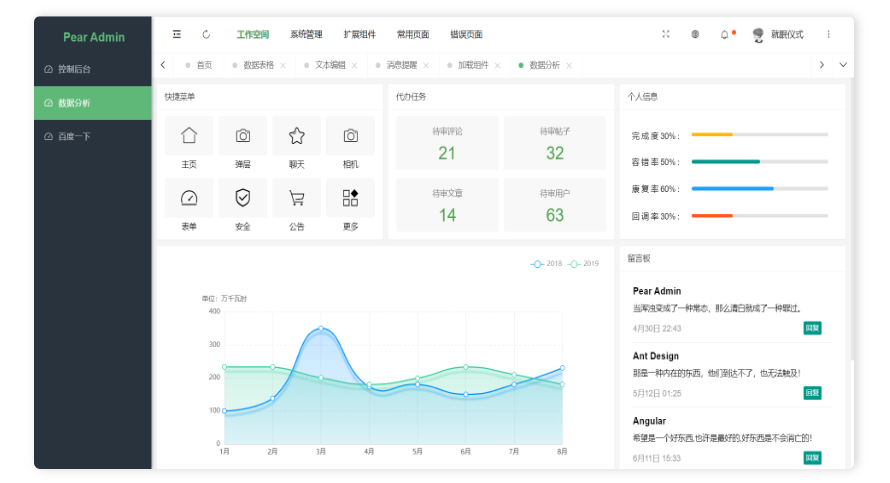 Pear Admin
工作空间 系统管理 扩展组件 常用页面 错误页面
就眠仪式
控制后台
数据分析
百度一下
首页 数据表格 文本编辑 消息提醒 加载组件 数据分析
快捷菜单
主页 弹层 聊天 相机
表单 安全 公告 更多
代办任务
待审评论 待审帖子
21 32
待审文章 待审用户
14 63
个人信息
完成度30%:
容错率50%:
康复率60%:
回调率30%:
2018 2019
单位: 万千瓦时
400
300
200
100
0
1月 2月 3月 4月 5月 6月 7月 8月
留言板
Pear Admin
当浑浊变成了一种常态，那么清白就成了一种罪过。
4月30日 22:43 回复
Ant Design
那是一种内在的东西，他们到达不了，也无法触及!
5月12日 01:25 回复
Angular
希望是一个好东西,也许是最好的,好东西是不会消亡的!
6月11日 15:33 回复